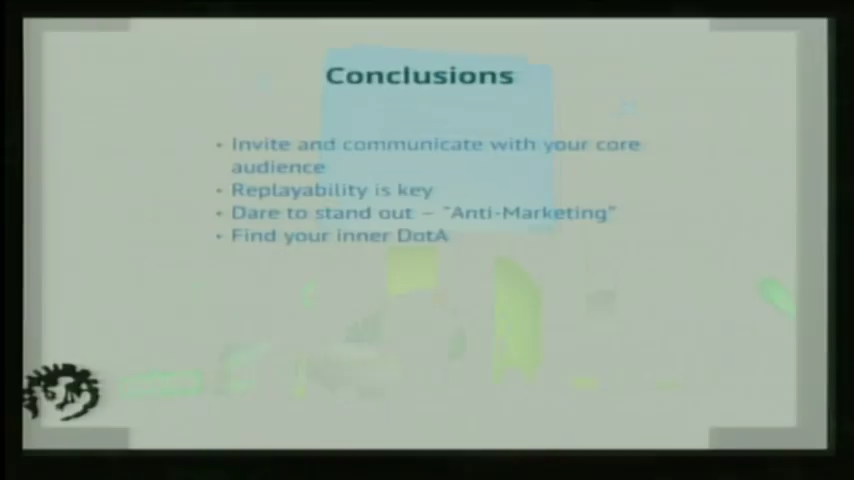 Conclusions
• Invite and communicate with your core
audience
• Replayability is key
• Dare to stand out – "Anti-Marketing"
• Find your inner DotA